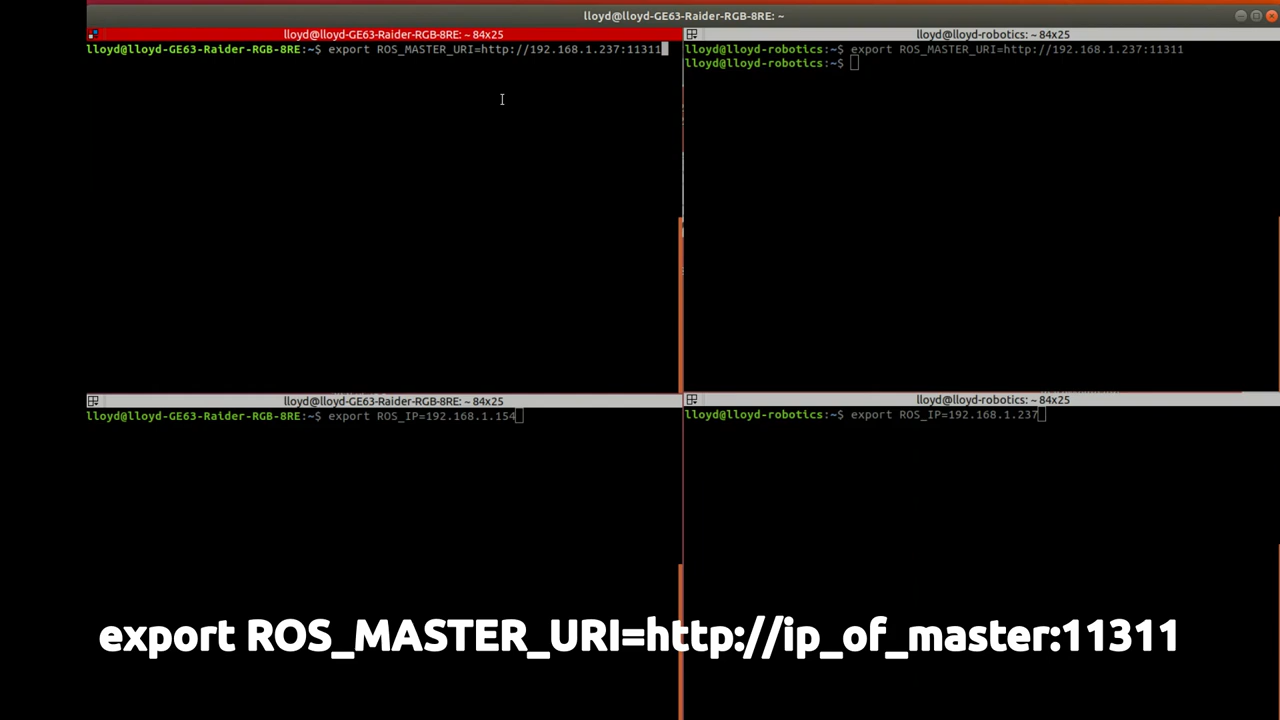 lloyd@lloyd-GE63-Raider-RGB-8RE: ~
lloyd@lloyd-GE63-Raider-RGB-8RE: ~ 84x25
lloyd@lloyd-GE63-Raider-RGB-8RE:~$ export ROS_MASTER_URI=http://192.168.1.237:11311
lloyd@lloyd-robotics: ~ 84x25
lloyd@lloyd-robotics:~$ export ROS_MASTER_URI=http://192.168.1.237:11311
lloyd@lloyd-robotics:~$
lloyd@lloyd-GE63-Raider-RGB-8RE: ~ 84x25
lloyd@lloyd-GE63-Raider-RGB-8RE:~$ export ROS_IP=192.168.1.154
lloyd@lloyd-robotics: ~ 84x25
lloyd@lloyd-robotics:~$ export ROS_IP=192.168.1.237
export ROS_MASTER_URI=http://ip_of_master:11311